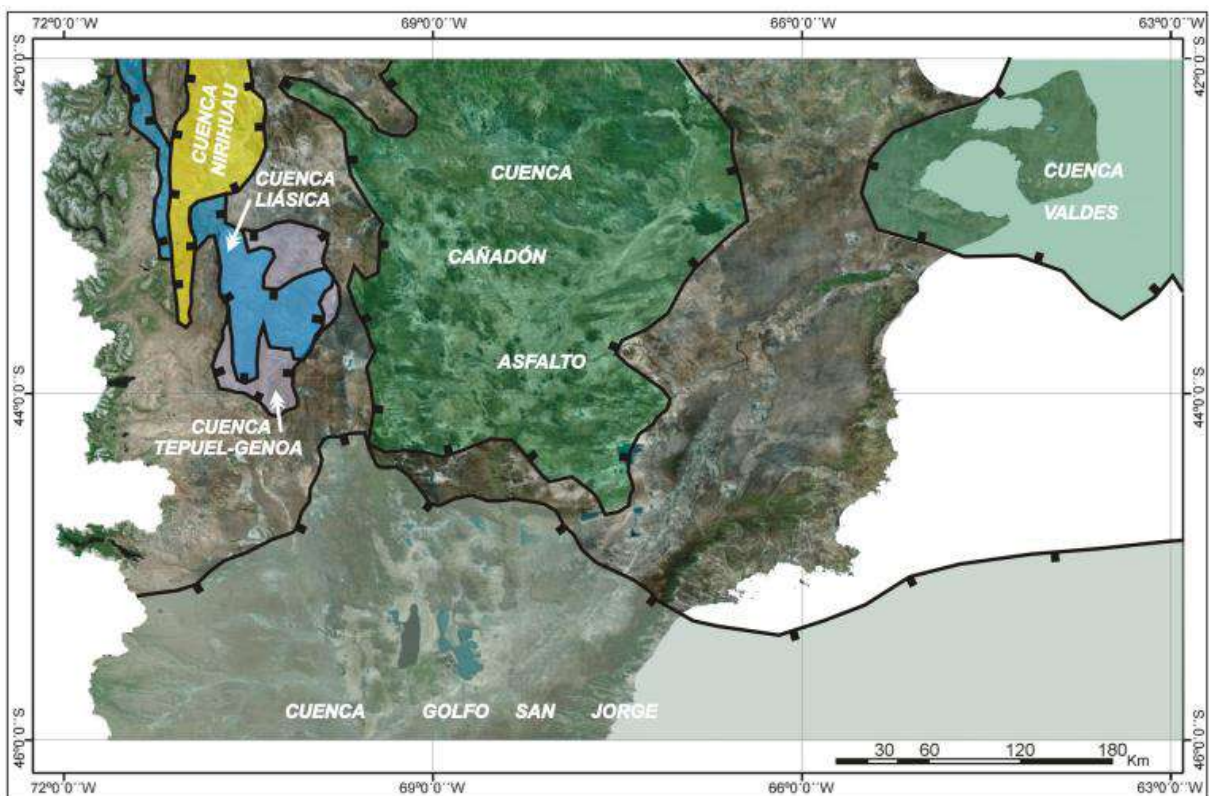 72°0'0''W
69°0'0''W
66°0'0''W
63°0'0''W
42°0'0''S
42°0'0''S
CUENCA
NIRIHUAU
CUENCA
LIÁSICA
CUENCA
CAÑADÓN
ASFALTO
CUENCA
VALDES
44°0'0''S
44°0'0''S
CUENCA
TEPUEL-GENOA
CUENCA GOLFO SAN JORGE
46°0'0''S
46°0'0''S
30 60 120 180
Km
72°0'0''W
69°0'0''W
66°0'0''W
63°0'0''W